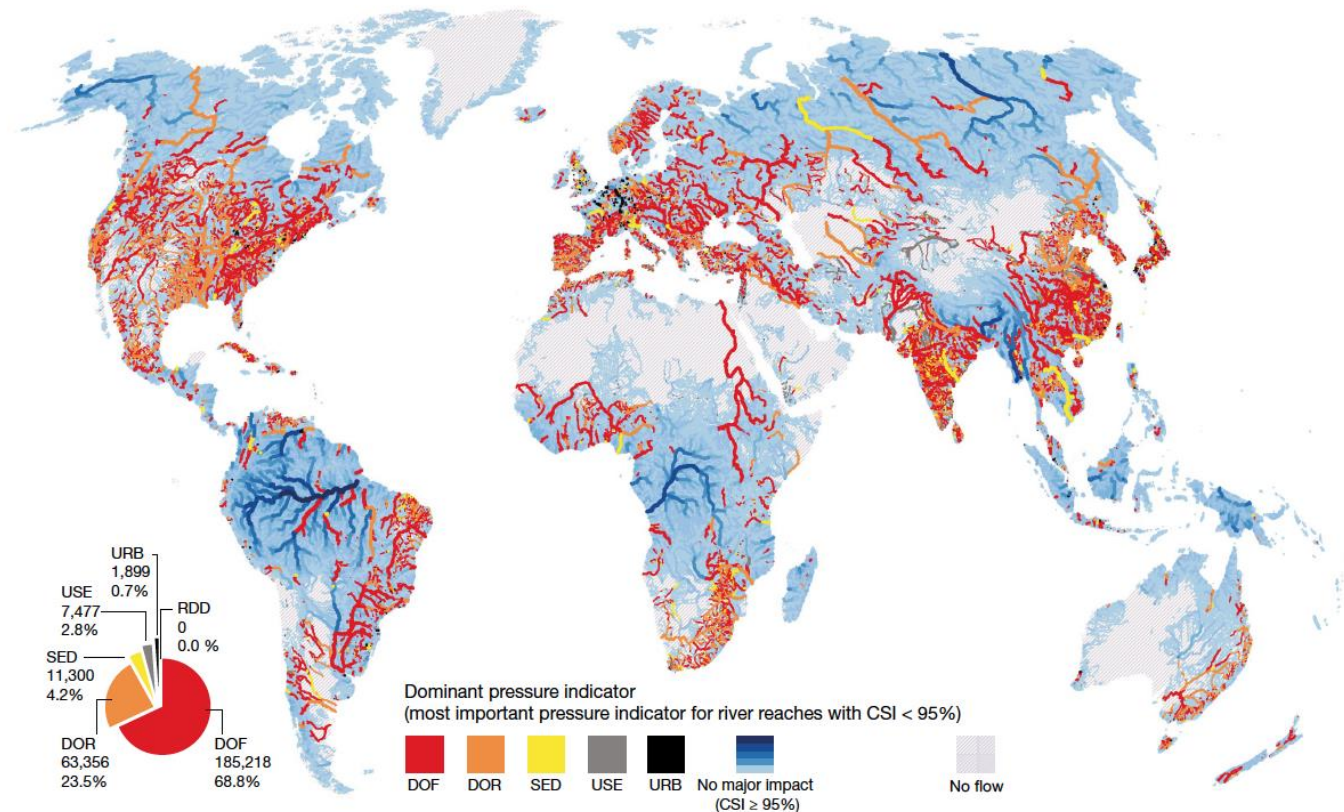 URB
1,899
0.7%
USE
7,477
2.8%
RDD
0
0.0 %
SED
11,300
4.2%
DOR
63,356
23.5%
DOF
185,218
68.8%
Dominant pressure indicator
(most important pressure indicator for river reaches with CSI < 95%)
DOF
DOR
SED
USE
URB
No major impact
(CSI ≥ 95%)
No flow